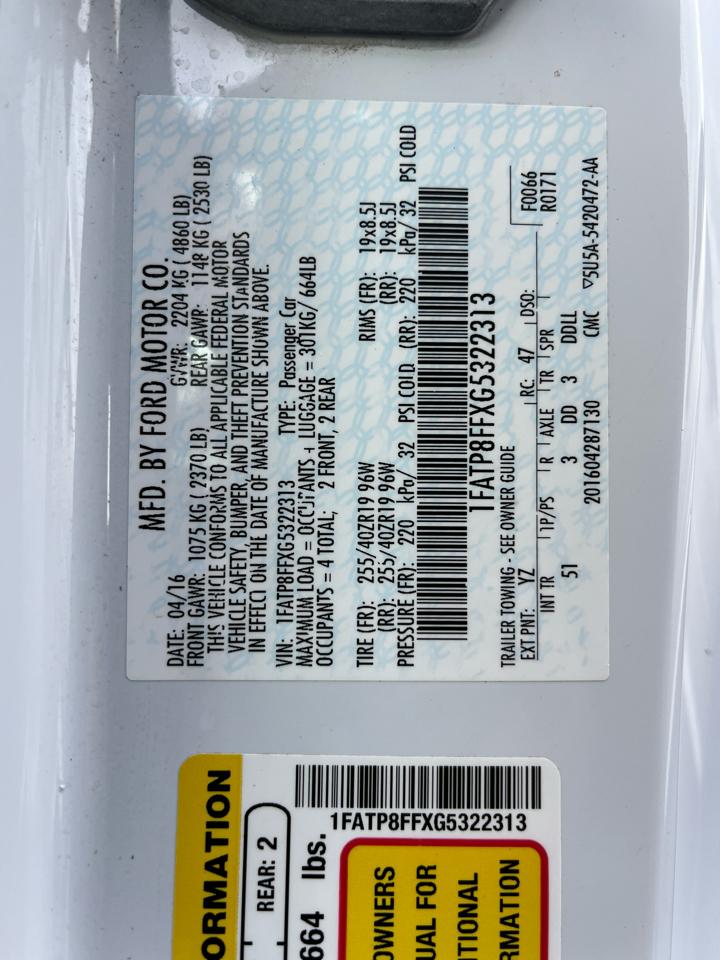 MFD. BY FORD MOTOR CO.
DATE: 04/16 GVWR: 2204 KG ( 4860 LB)
FRONT GAWR: 1075 KG ( 2370 LB) REAR GAWR: 1148 KG ( 2530 LB)
THIS VEHICLE CONFORMS TO ALL APPLICABLE FEDERAL MOTOR
VEHICLE SAFETY, BUMPER, AND THEFT PREVENTION STANDARDS
IN EFFECT ON THE DATE OF MANUFACTURE SHOWN ABOVE.
VIN: 1FATP8FFXG5322313 TYPE: Passenger Car
MAXIMUM LOAD = OCCUPANTS + LUGGAGE = 301KG/ 664LB
OCCUPANTS = 4 TOTAL; 2 FRONT, 2 REAR
TIRE (FR): 255/40ZR19 96W RIMS (FR): 19x8.5J
(RR): 255/40ZR19 96W (RR): 19x8.5J
PRESSURE (FR): 220 kPa/ 32 PSI COLD (RR): 220 kPa/ 32 PSI COLD
1FATP8FFXG5322313
TRAILER TOWING - SEE OWNER GUIDE
EXT PNT: YZ RC: 47 DSO: F0066
R0171
INT TR TP/PS R AXLE TR SPR
51 3 DD 3 DDLL
201604287130 CMC ▽5U5A-5420472-AA
ORMATION
REAR: 2
664 lbs.
1FATP8FFXG5322313
OWNERS
UAL FOR
ITIONAL
RMATION